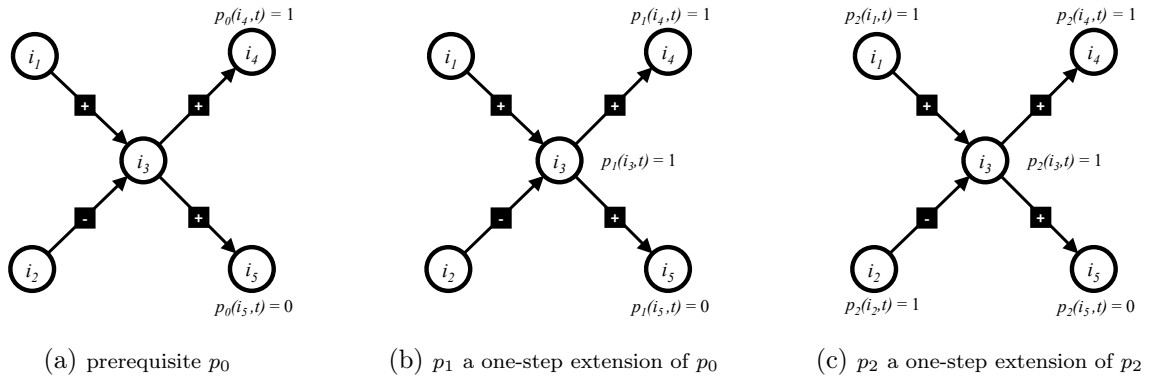 p₀(i₄,t) = 1
i₁
i₄
+
+
i₃
-
+
i₂
i₅
p₀(i₅,t) = 0
(a) prerequisite p₀
p₁(i₄,t) = 1
i₁
i₄
+
+
i₃
p₁(i₃,t) = 1
-
+
i₂
i₅
p₁(i₅,t) = 0
(b) p₁ a one-step extension of p₀
p₂(i₁,t) = 1
p₂(i₄,t) = 1
i₁
i₄
+
+
i₃
p₂(i₃,t) = 1
-
+
i₂
i₅
p₂(i₂,t) = 1
p₂(i₅,t) = 0
(c) p₂ a one-step extension of p₂